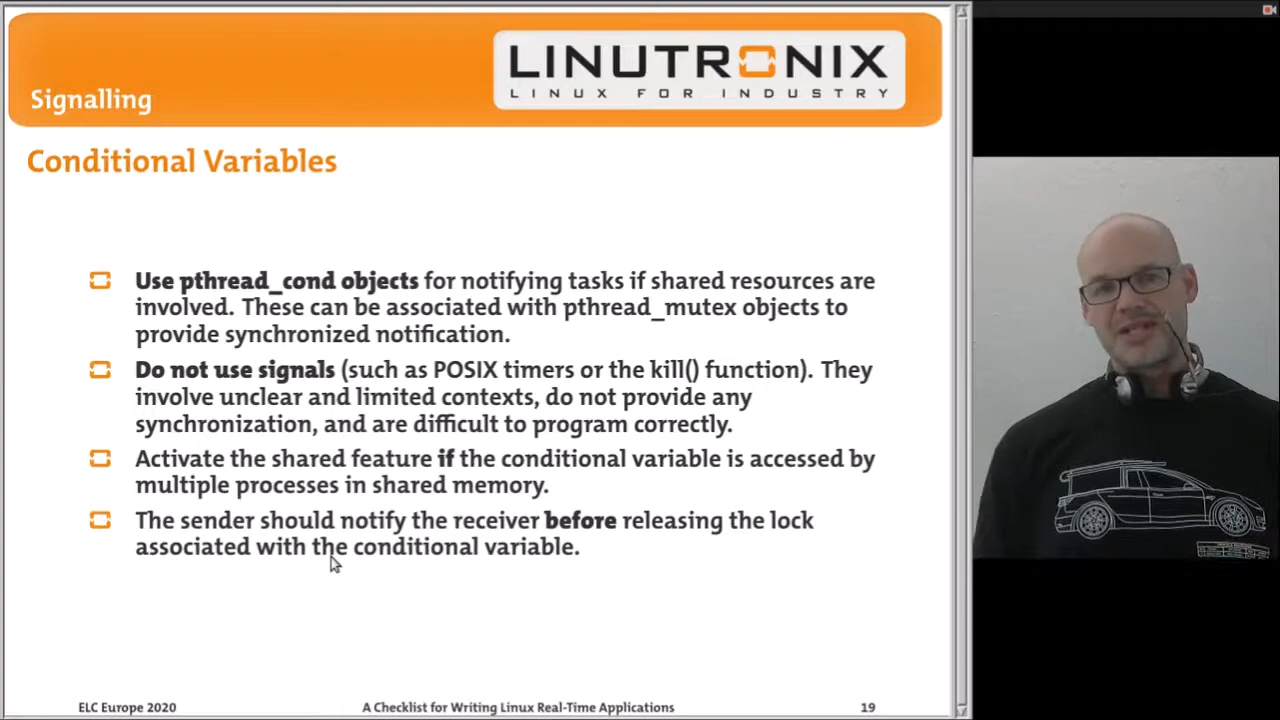 Signalling
LINUTRONIX
LINUX FOR INDUSTRY
Conditional Variables
Use pthread_cond objects for notifying tasks if shared resources are
involved. These can be associated with pthread_mutex objects to
provide synchronized notification.
Do not use signals (such as POSIX timers or the kill() function). They
involve unclear and limited contexts, do not provide any
synchronization, and are difficult to program correctly.
Activate the shared feature if the conditional variable is accessed by
multiple processes in shared memory.
The sender should notify the receiver before releasing the lock
associated with the conditional variable.
ELC Europe 2020
A Checklist for Writing Linux Real-Time Applications
19